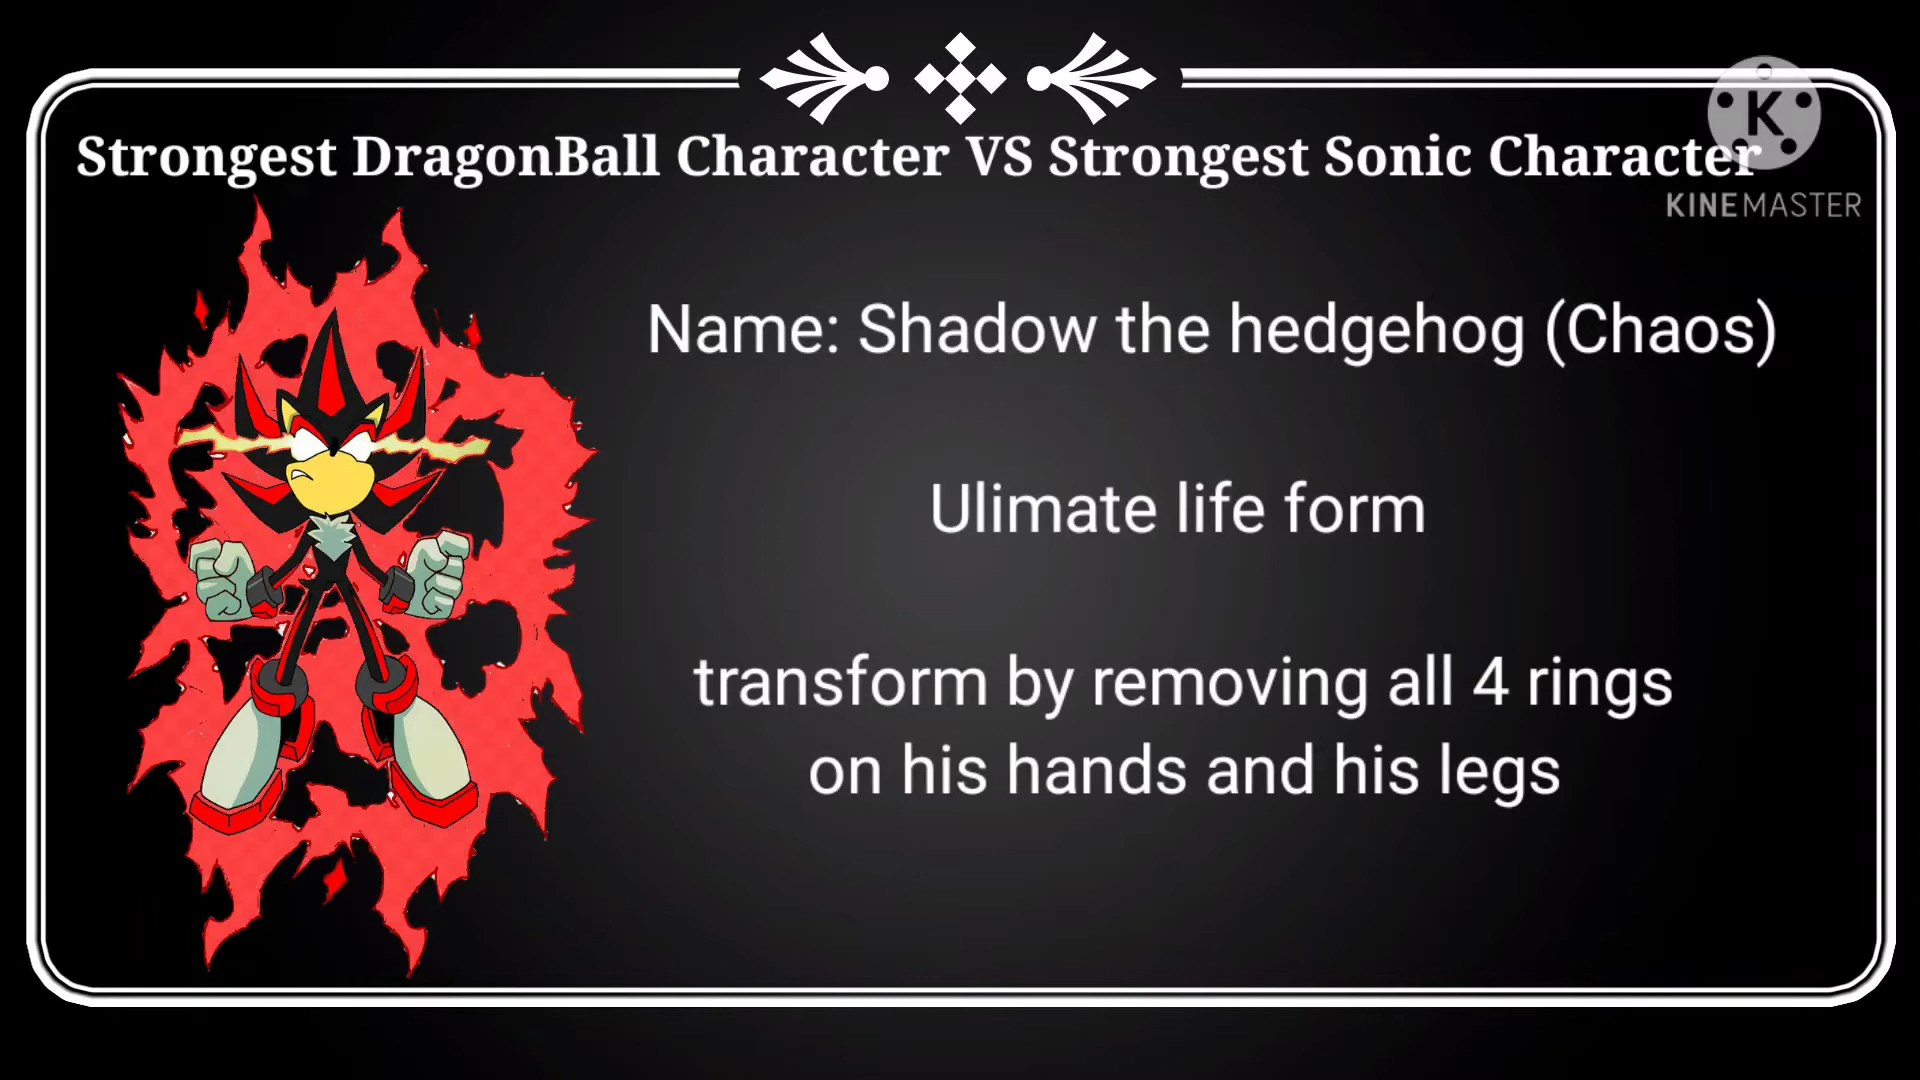 Strongest DragonBall Character VS Strongest Sonic Character
K
KINEMASTER
Name: Shadow the hedgehog (Chaos)
Ulimate life form
transform by removing all 4 rings
on his hands and his legs